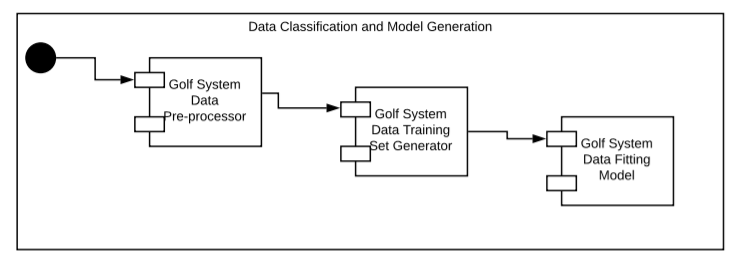 Data Classification and Model Generation
Golf System
Data
Pre-processor
Golf System
Data Training
Set Generator
Golf System
Data Fitting
Model